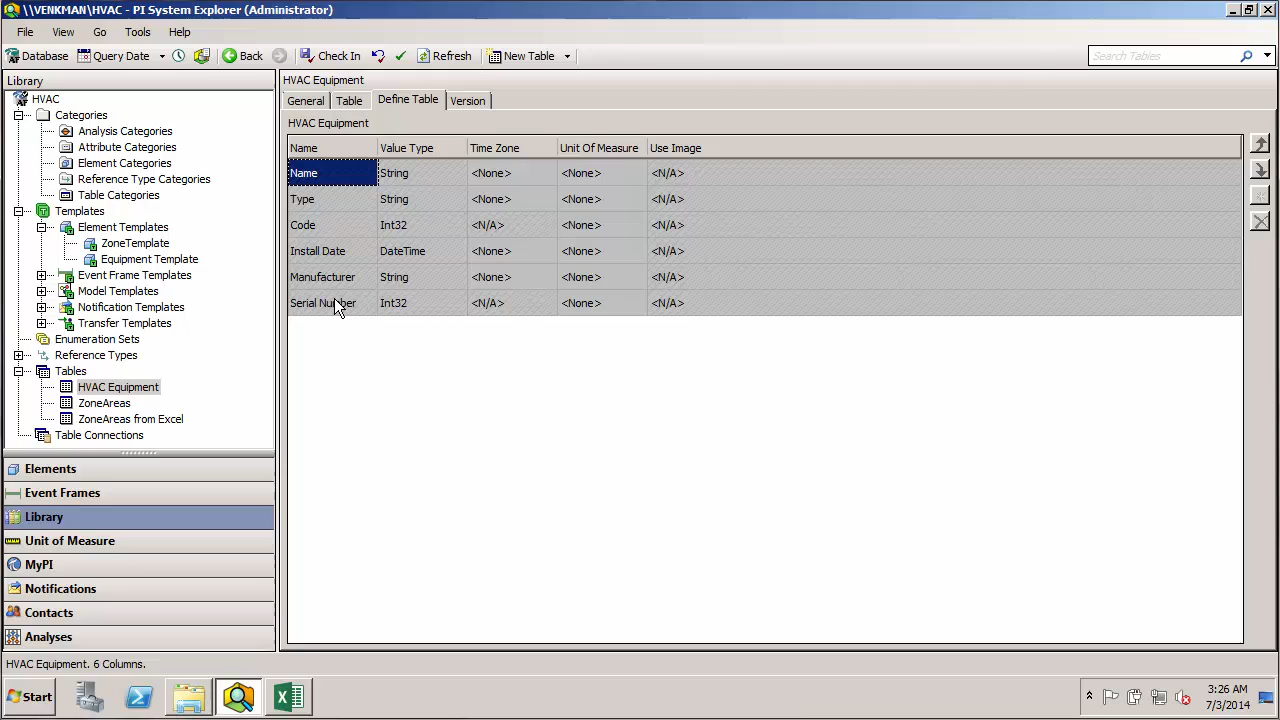 \\VENKMAN\HVAC - PI System Explorer (Administrator)
File View Go Tools Help
Database Query Date Back Check In Refresh New Table Search Tables
Library
HVAC
Categories
Analysis Categories
Attribute Categories
Element Categories
Reference Type Categories
Table Categories
Templates
Element Templates
ZoneTemplate
Equipment Template
Event Frame Templates
Model Templates
Notification Templates
Transfer Templates
Enumeration Sets
Reference Types
Tables
HVAC Equipment
ZoneAreas
ZoneAreas from Excel
Table Connections
Elements
Event Frames
Library
Unit of Measure
MyPI
Notifications
Contacts
Analyses
HVAC Equipment
General Table Define Table Version
HVAC Equipment
Name Value Type Time Zone Unit Of Measure Use Image
Name String <None> <None> <N/A>
Type String <None> <None> <N/A>
Code Int32 <N/A> <None> <N/A>
Install Date DateTime <None> <None> <N/A>
Manufacturer String <None> <None> <N/A>
Serial Number Int32 <N/A> <None> <N/A>
HVAC Equipment. 6 Columns.
Start
3:26 AM
7/3/2014